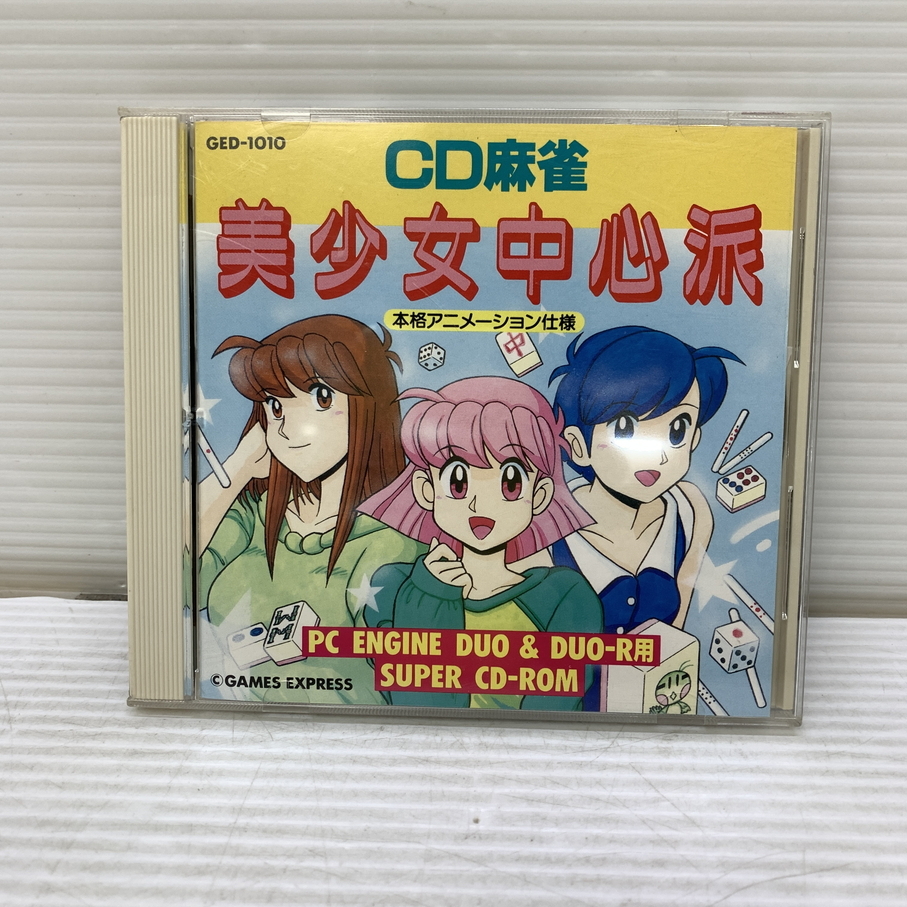 GED-1010
CD麻雀
美少女中心派
本格アニメーション仕様
中
PC ENGINE DUO & DUO-R用
SUPER CD-ROM
©GAMES EXPRESS